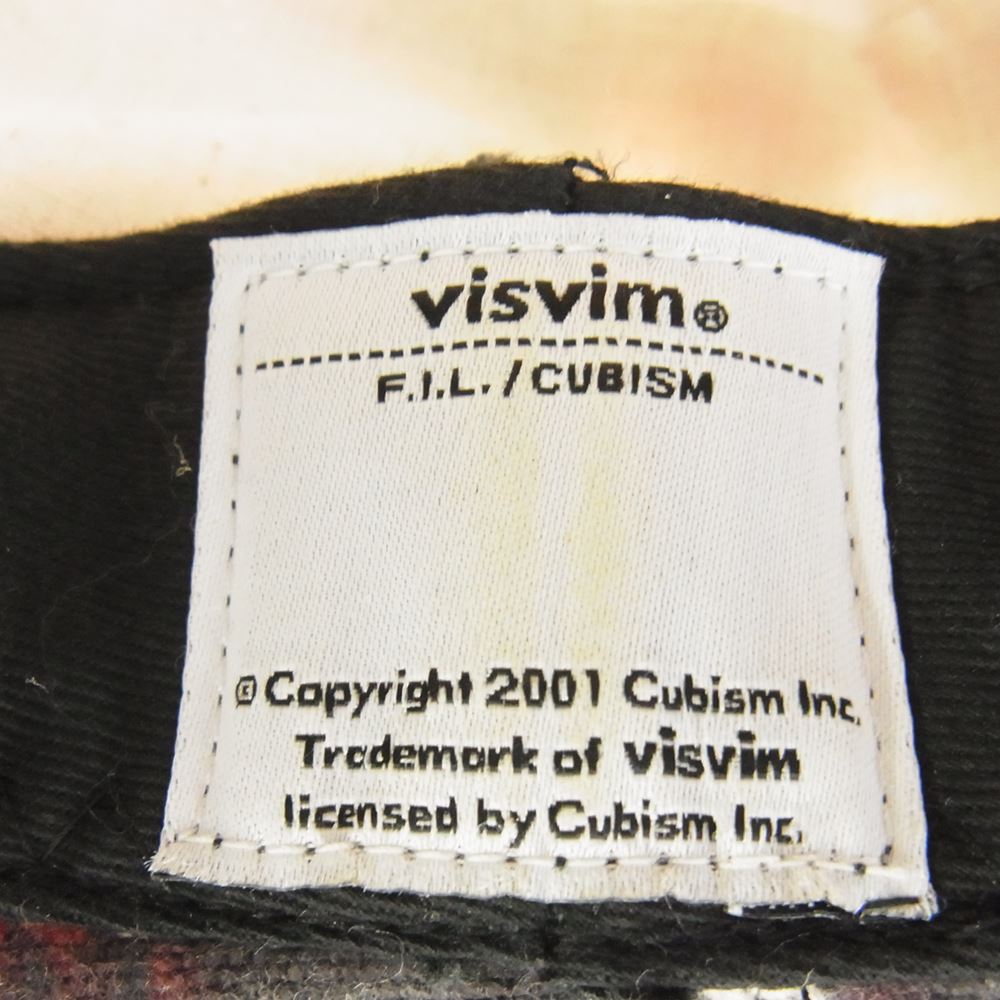 visvim®
F.I.L./CUBISM
©Copyright 2001 Cubism Inc.
Trademark of visvim
licensed by Cubism Inc.